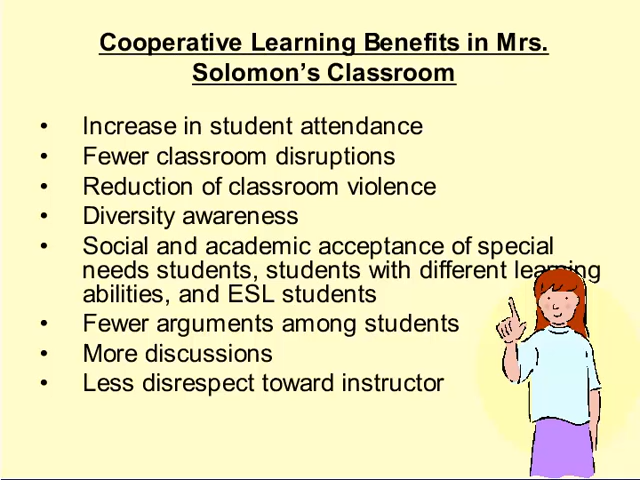 Cooperative Learning Benefits in Mrs.
Solomon’s Classroom
• Increase in student attendance
• Fewer classroom disruptions
• Reduction of classroom violence
• Diversity awareness
• Social and academic acceptance of special
needs students, students with different learning
abilities, and ESL students
• Fewer arguments among students
• More discussions
• Less disrespect toward instructor